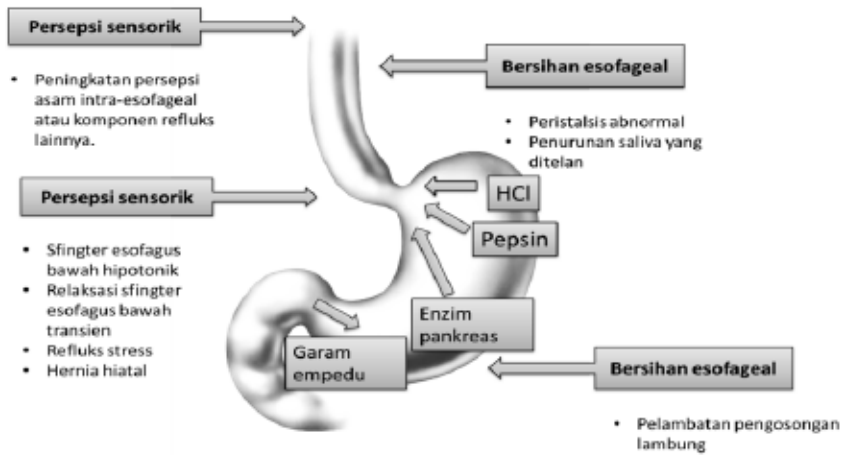 Persepsi sensorik
• Peningkatan persepsi
asam intra-esofageal
atau komponen refluks
lainnya.
Bersihan esofageal
• Peristalsis abnormal
• Penurunan saliva yang
ditelan
Persepsi sensorik
• Sfingter esofagus
bawah hipotonik
• Relaksasi sfingter
esofagus bawah
transien
• Refluks stress
• Hernia hiatal
HCl
Pepsin
Enzim
pankreas
Garam
empedu
Bersihan esofageal
• Pelambatan pengosongan
lambung